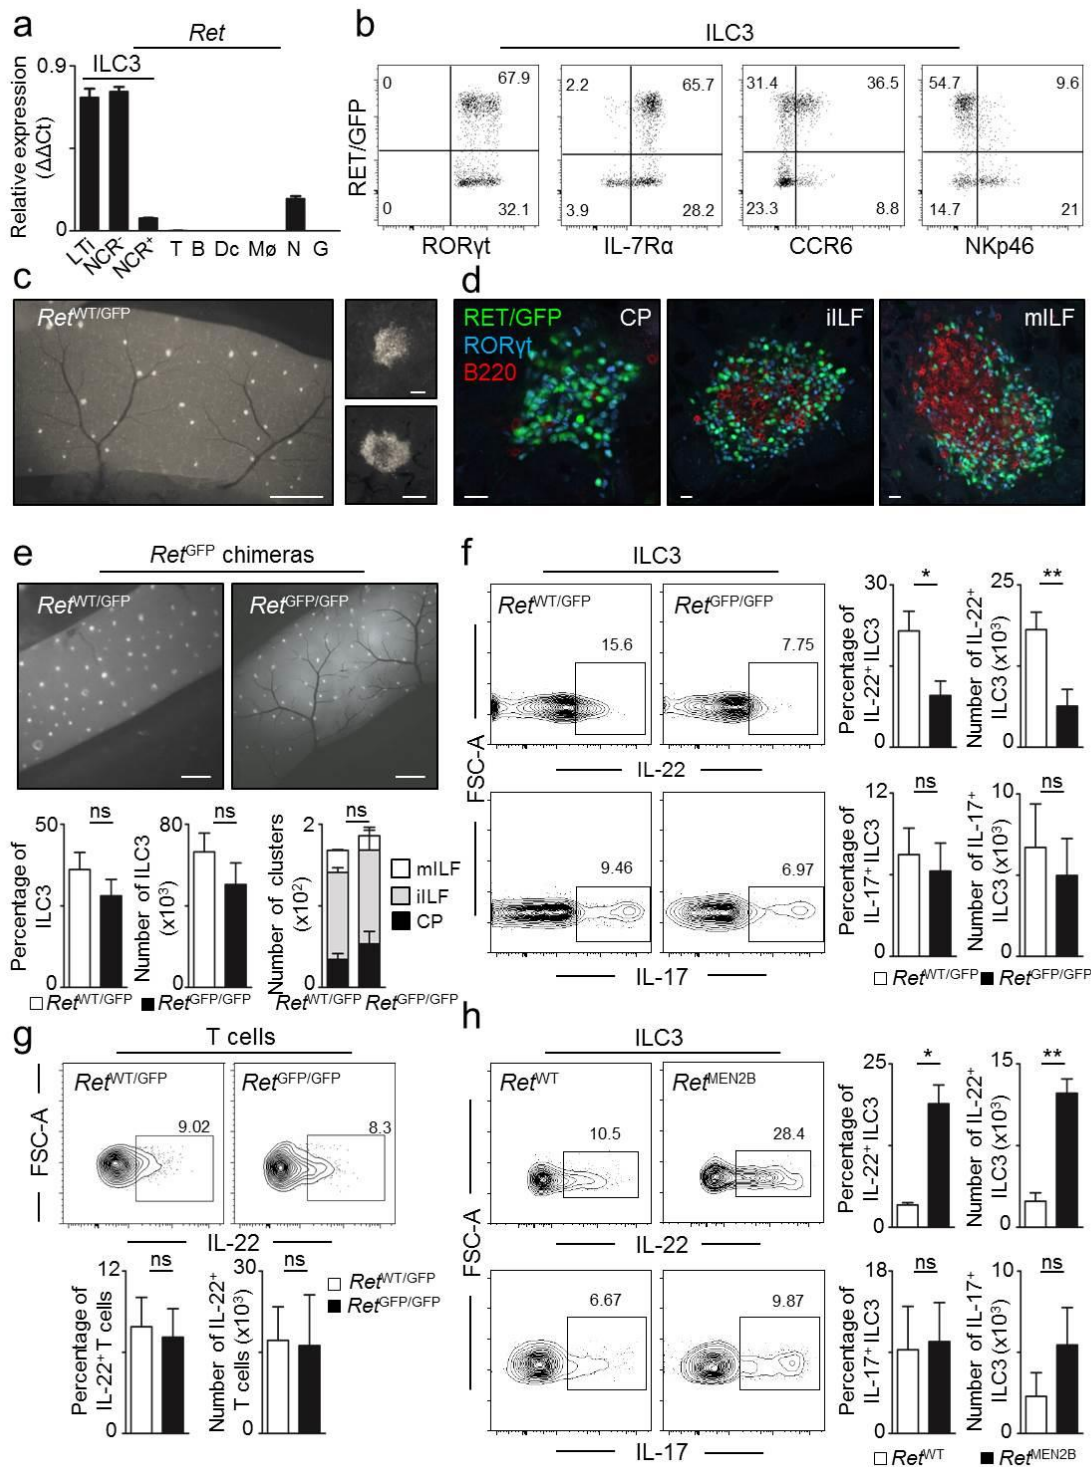 a
Ret
ILC3
0.9
Relative expression
(ΔΔCt)
0
LTi
NCR-
NCR+
T B Dc Mø N G
b
ILC3
RET/GFP
0
67.9
0
32.1
RORγt
2.2
65.7
3.9
28.2
IL-7Rα
31.4
36.5
23.3
8.8
CCR6
54.7
9.6
14.7
21
NKp46
c
RetWT/GFP
d
RET/GFP
RORγt
B220
CP
iILF
mILF
e
RetGFP chimeras
RetWT/GFP
RetGFP/GFP
Percentage of
ILC3
50
0
ns
Number of ILC3
(x10³)
80
0
ns
Number of clusters
(x10²)
2
0
ns
mILF
iILF
CP
RetWT/GFP
RetGFP/GFP
RetWT/GFP RetGFP/GFP
f
ILC3
RetWT/GFP
15.6
RetGFP/GFP
7.75
IL-22
FSC-A
9.46
6.97
IL-17
Percentage of
IL-22+ ILC3
30
0
*
Number of IL-22+
ILC3 (x10³)
25
0
**
Percentage of
IL-17+ ILC3
12
0
ns
Number of IL-17+
ILC3 (x10³)
10
0
ns
RetWT/GFP
RetGFP/GFP
g
T cells
FSC-A
RetWT/GFP
9.02
RetGFP/GFP
8.3
IL-22
Percentage of
IL-22+ T cells
12
0
ns
Number of IL-22+
T cells (x10³)
30
0
ns
RetWT/GFP
RetGFP/GFP
h
ILC3
RetWT
10.5
RetMEN2B
28.4
IL-22
FSC-A
6.67
9.87
IL-17
Percentage of
IL-22+ ILC3
25
0
*
Number of IL-22+
ILC3 (x10³)
15
0
**
Percentage of
IL-17+ ILC3
18
0
ns
Number of IL-17+
ILC3 (x10³)
10
0
ns
RetWT
RetMEN2B